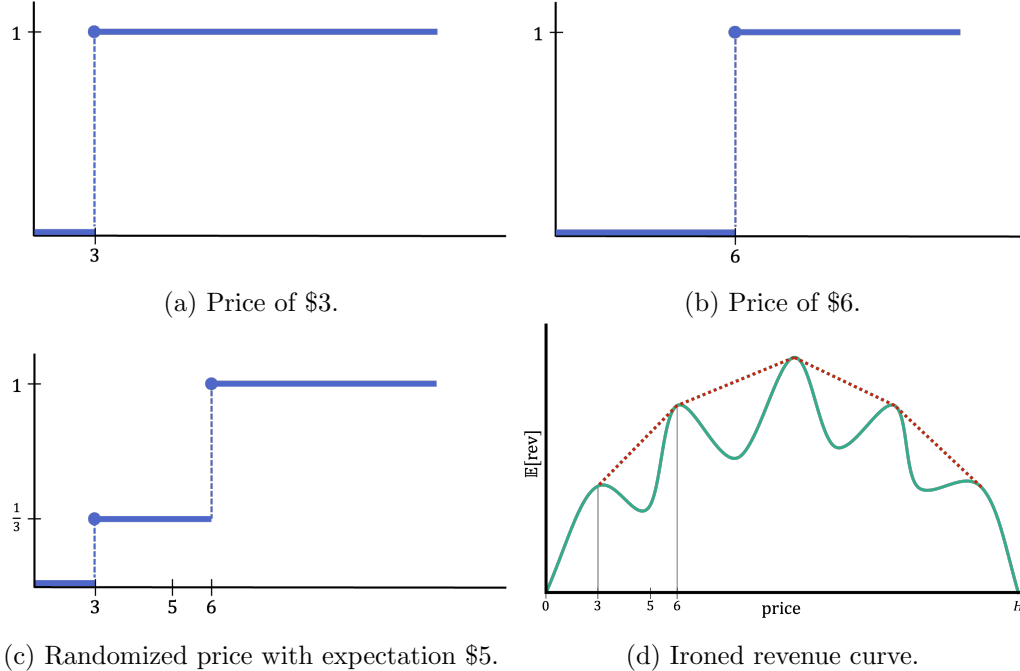 1
3
(a) Price of $3.
1
6
(b) Price of $6.
1
1/3
3 5 6
(c) Randomized price with expectation $5.
𝔼[rev]
0 3 5 6 price H
(d) Ironed revenue curve.